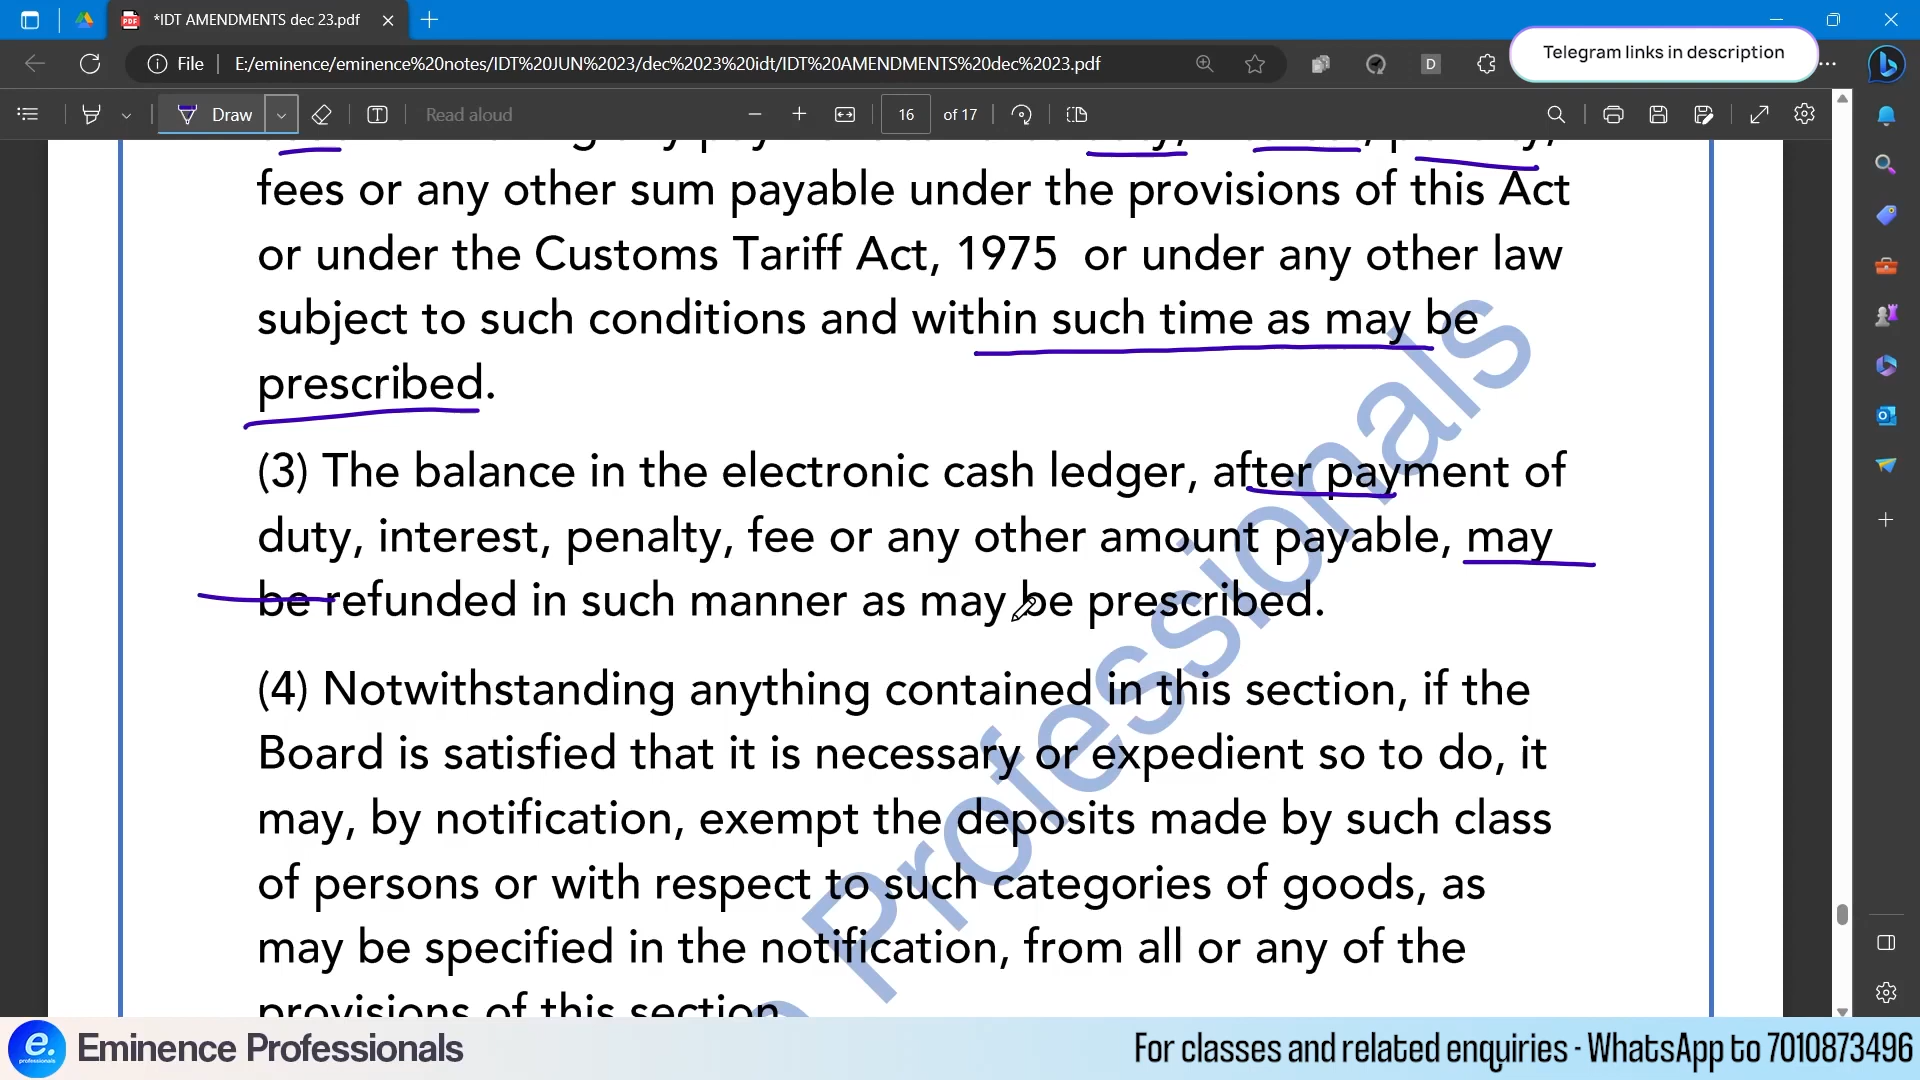 *IDT AMENDMENTS dec 23.pdf
Telegram links in description
File
E:/eminence/eminence%20notes/IDT%20JUN%2023/dec%2023%20idt/IDT%20AMENDMENTS%20dec%2023.pdf
D
Draw
T
Read aloud
16
of 17
fees or any other sum payable under the provisions of this Act
or under the Customs Tariff Act, 1975 or under any other law
subject to such conditions and within such time as may be
prescribed.
(3) The balance in the electronic cash ledger, after payment of
duty, interest, penalty, fee or any other amount payable, may
be refunded in such manner as may be prescribed.
(4) Notwithstanding anything contained in this section, if the
Board is satisfied that it is necessary or expedient so to do, it
may, by notification, exempt the deposits made by such class
of persons or with respect to such categories of goods, as
may be specified in the notification, from all or any of the
provisions of this section.
Professionals
e.
professionals
Eminence Professionals
For classes and related enquiries - WhatsApp to 7010873496